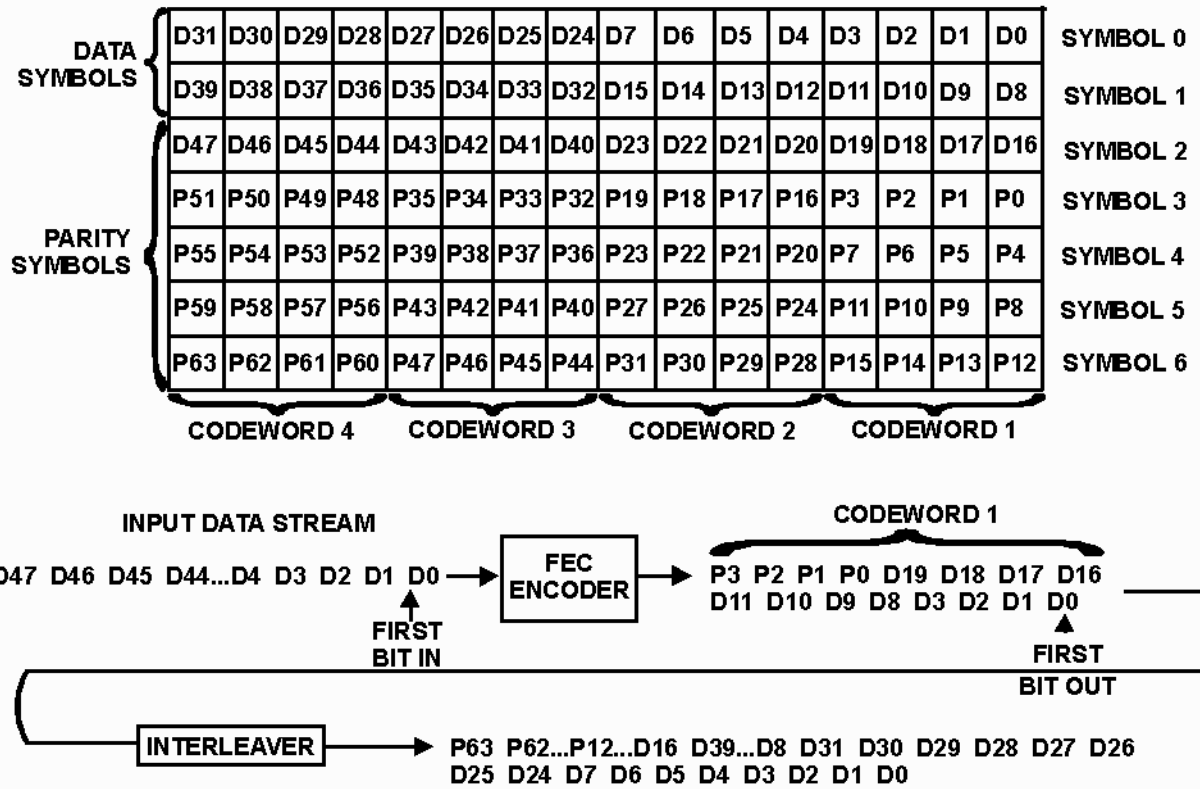 DATA SYMBOLS
D31 D30 D29 D28 D27 D26 D25 D24 D7 D6 D5 D4 D3 D2 D1 D0 SYMBOL 0
D39 D38 D37 D36 D35 D34 D33 D32 D15 D14 D13 D12 D11 D10 D9 D8 SYMBOL 1
D47 D46 D45 D44 D43 D42 D41 D40 D23 D22 D21 D20 D19 D18 D17 D16 SYMBOL 2
PARITY SYMBOLS
P51 P50 P49 P48 P35 P34 P33 P32 P19 P18 P17 P16 P3 P2 P1 P0 SYMBOL 3
P55 P54 P53 P52 P39 P38 P37 P36 P23 P22 P21 P20 P7 P6 P5 P4 SYMBOL 4
P59 P58 P57 P56 P43 P42 P41 P40 P27 P26 P25 P24 P11 P10 P9 P8 SYMBOL 5
P63 P62 P61 P60 P47 P46 P45 P44 P31 P30 P29 P28 P15 P14 P13 P12 SYMBOL 6
CODEWORD 4 CODEWORD 3 CODEWORD 2 CODEWORD 1
INPUT DATA STREAM
D47 D46 D45 D44...D4 D3 D2 D1 D0
FIRST
BIT IN
FEC
ENCODER
CODEWORD 1
P3 P2 P1 P0 D19 D18 D17 D16
D11 D10 D9 D8 D3 D2 D1 D0
FIRST
BIT OUT
INTERLEAVER
P63 P62...P12...D16 D39...D8 D31 D30 D29 D28 D27 D26
D25 D24 D7 D6 D5 D4 D3 D2 D1 D0